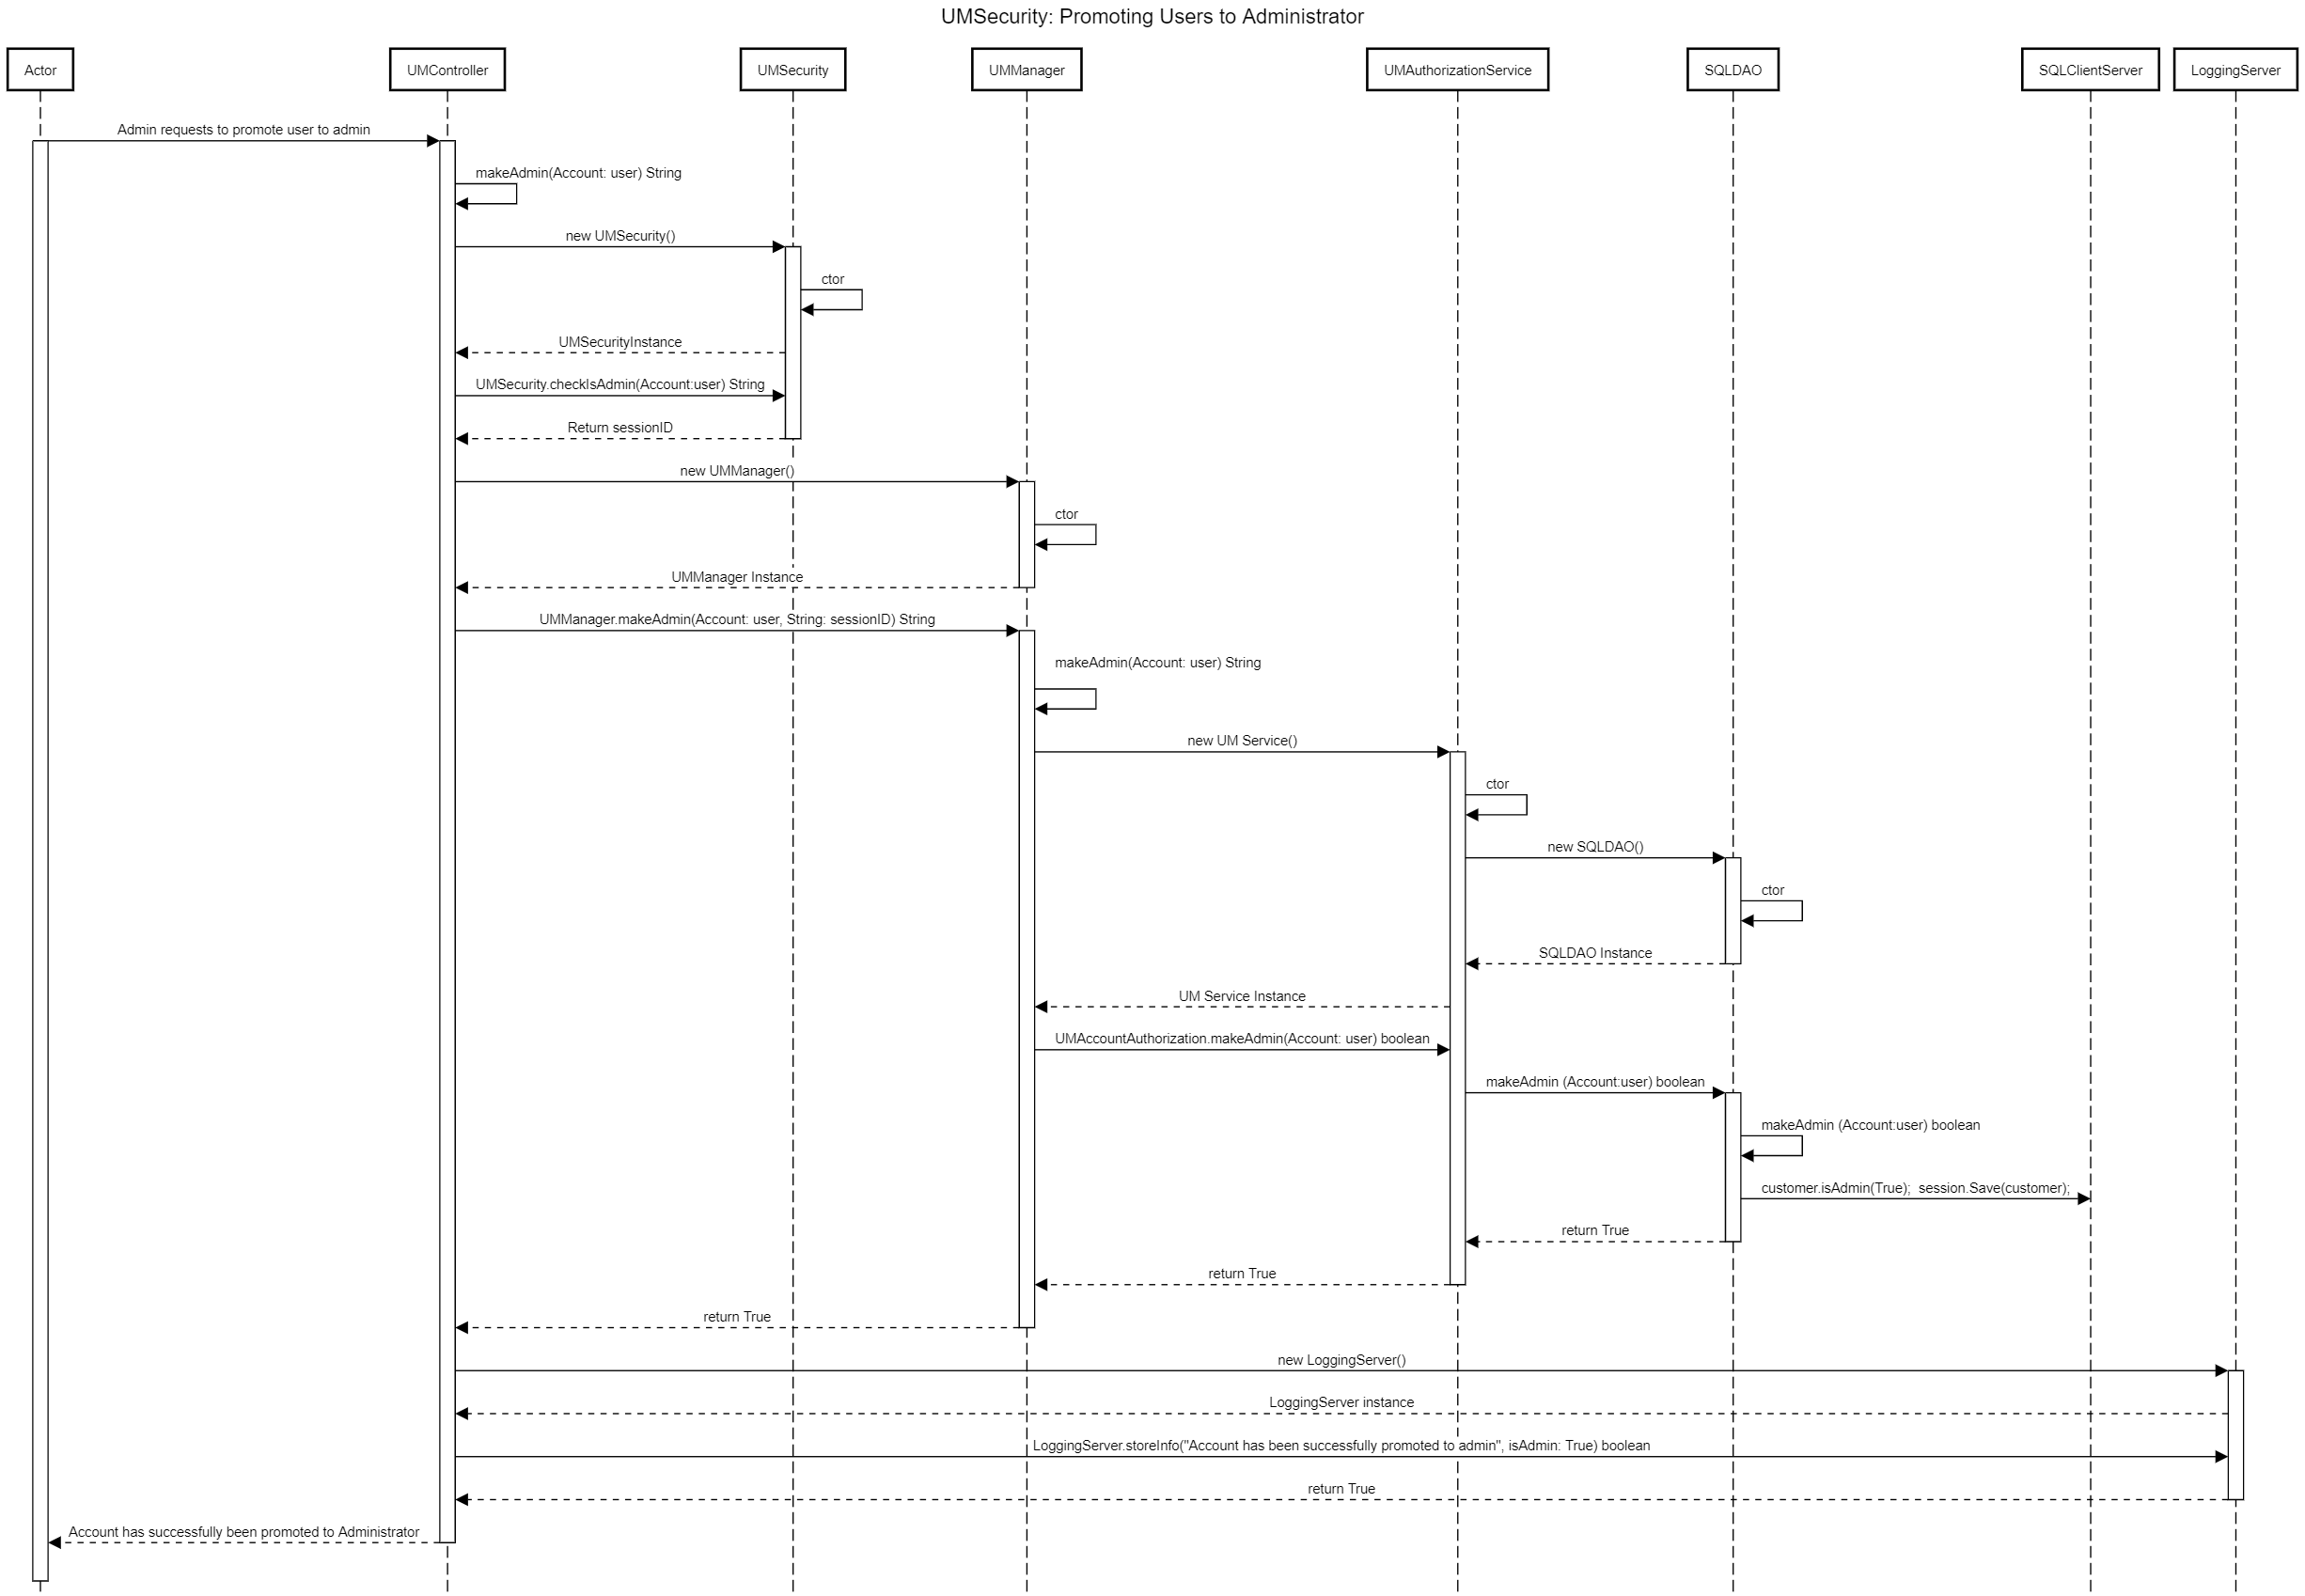 UMSecurity: Promoting Users to Administrator
Actor
UMController
UMSecurity
UMManager
UMAuthorizationService
SQLDAO
SQLClientServer
LoggingServer
Admin requests to promote user to admin
makeAdmin(Account: user) String
new UMSecurity()
ctor
UMSecurityInstance
UMSecurity.checkIsAdmin(Account:user) String
Return sessionID
new UMManager()
ctor
UMManager Instance
UMManager.makeAdmin(Account: user, String: sessionID) String
makeAdmin(Account: user) String
new UM Service()
ctor
new SQLDAO()
ctor
SQLDAO Instance
UM Service Instance
UMAccountAuthorization.makeAdmin(Account: user) boolean
makeAdmin (Account:user) boolean
makeAdmin (Account:user) boolean
customer.isAdmin(True);  session.Save(customer);
return True
return True
return True
new LoggingServer()
LoggingServer instance
LoggingServer.storeInfo("Account has been successfully promoted to admin", isAdmin: True) boolean
return True
Account has successfully been promoted to Administrator